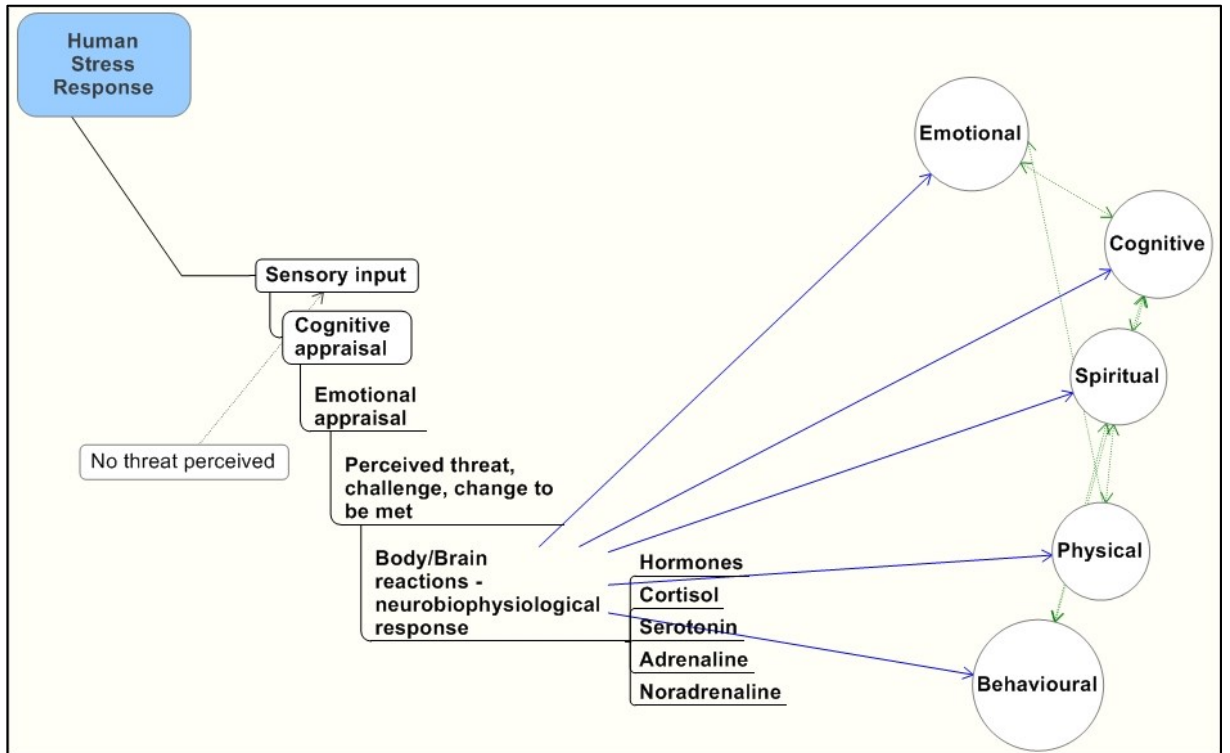 Human
Stress
Response
Sensory input
Cognitive
appraisal
Emotional
appraisal
No threat perceived
Perceived threat,
challenge, change to
be met
Body/Brain
reactions -
neurobiophysiological
response
Hormones
Cortisol
Serotonin
Adrenaline
Noradrenaline
Emotional
Cognitive
Spiritual
Physical
Behavioural